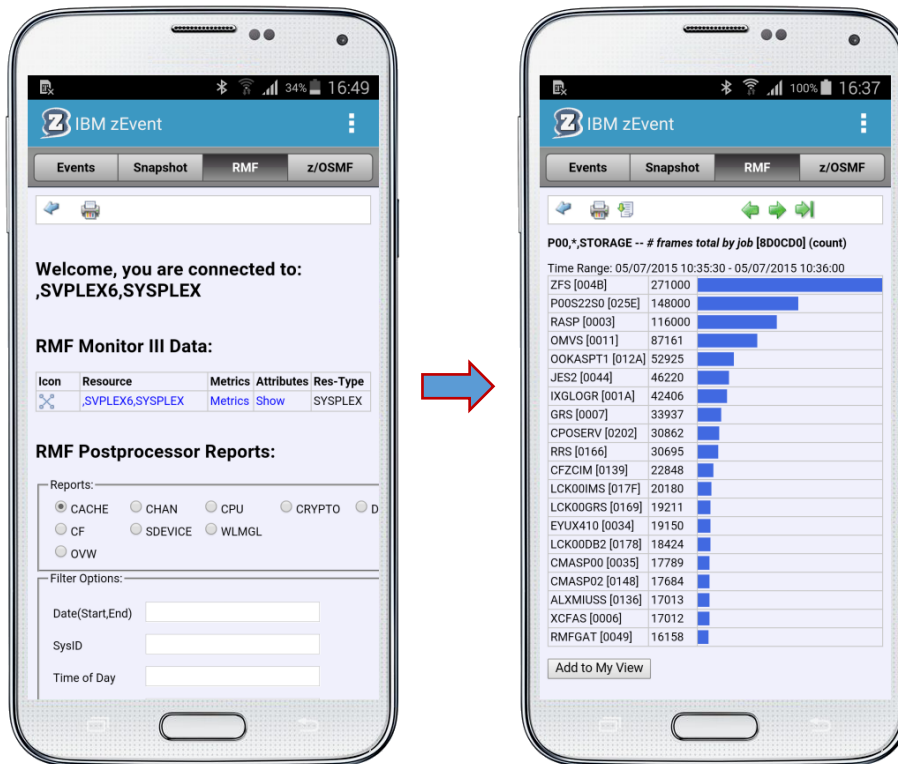 34% 16:49
IBM zEvent
Events Snapshot RMF z/OSMF
Welcome, you are connected to:
,SVPLEX6,SYSPLEX
RMF Monitor III Data:
Icon Resource Metrics Attributes Res-Type
,SVPLEX6,SYSPLEX Metrics Show SYSPLEX
RMF Postprocessor Reports:
Reports:
CACHE CHAN CPU CRYPTO D
CF SDEVICE WLMGL
OVW
Filter Options:
Date(Start,End)
SysID
Time of Day
100% 16:37
IBM zEvent
Events Snapshot RMF z/OSMF
P00,*,STORAGE -- # frames total by job [8D0CD0] (count)
Time Range: 05/07/2015 10:35:30 - 05/07/2015 10:36:00
ZFS [004B] 271000
P00S22S0 [025E] 148000
RASP [0003] 116000
OMVS [0011] 87161
OOKASPT1 [012A] 52925
JES2 [0044] 46220
IXGLOGR [001A] 42406
GRS [0007] 33937
CPOSERV [0202] 30862
RRS [0166] 30695
CFZCIM [0139] 22848
LCK00IMS [017F] 20180
LCK00GRS [0169] 19211
EYUX410 [0034] 19150
LCK00DB2 [0178] 18424
CMASP00 [0035] 17789
CMASP02 [0148] 17684
ALXMIUSS [0136] 17013
XCFAS [0006] 17012
RMFGAT [0049] 16158
Add to My View